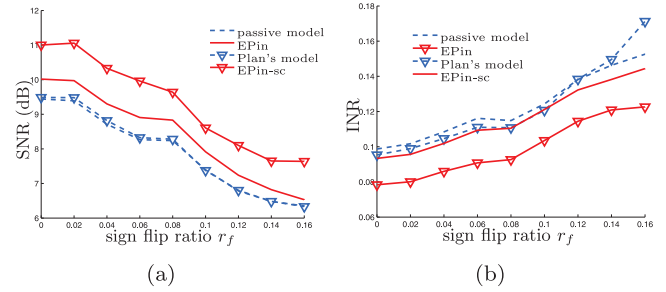 12
11
10
9
8
7
6
SNR (dB)
passive model
EPin
Plan's model
EPin-sc
0 0.02 0.04 0.06 0.08 0.1 0.12 0.14 0.16
sign flip ratio r_f
(a)
0.18
0.16
0.14
0.12
0.1
0.08
0.06
INR
passive model
EPin
Plan's model
EPin-sc
0 0.02 0.04 0.06 0.08 0.1 0.12 0.14 0.16
sign flip ratio r_f
(b)